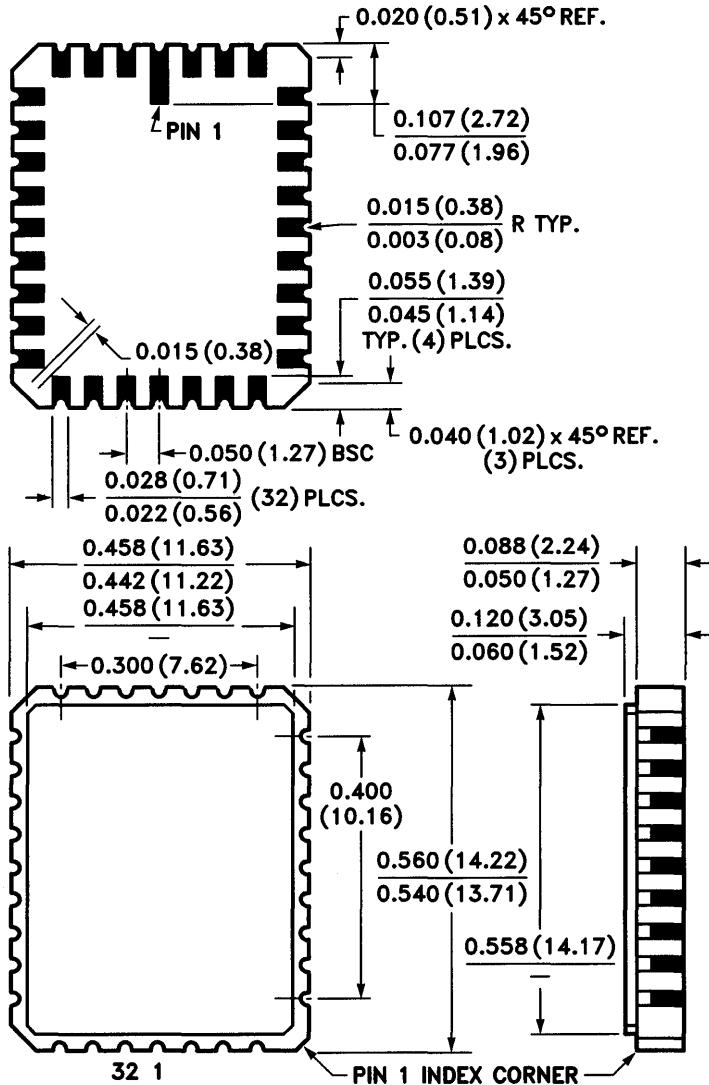 0.020 (0.51) x 45° REF.
PIN 1
0.107 (2.72)
0.077 (1.96)
0.015 (0.38)
0.003 (0.08)
R TYP.
0.055 (1.39)
0.045 (1.14)
TYP. (4) PLCS.
0.015 (0.38)
0.040 (1.02) x 45° REF.
(3) PLCS.
0.050 (1.27) BSC
0.028 (0.71)
0.022 (0.56)
(32) PLCS.
0.458 (11.63)
0.442 (11.22)
0.458 (11.63)
—
0.300 (7.62)
0.088 (2.24)
0.050 (1.27)
0.120 (3.05)
0.060 (1.52)
0.400
(10.16)
0.560 (14.22)
0.540 (13.71)
0.558 (14.17)
—
32 1
PIN 1 INDEX CORNER